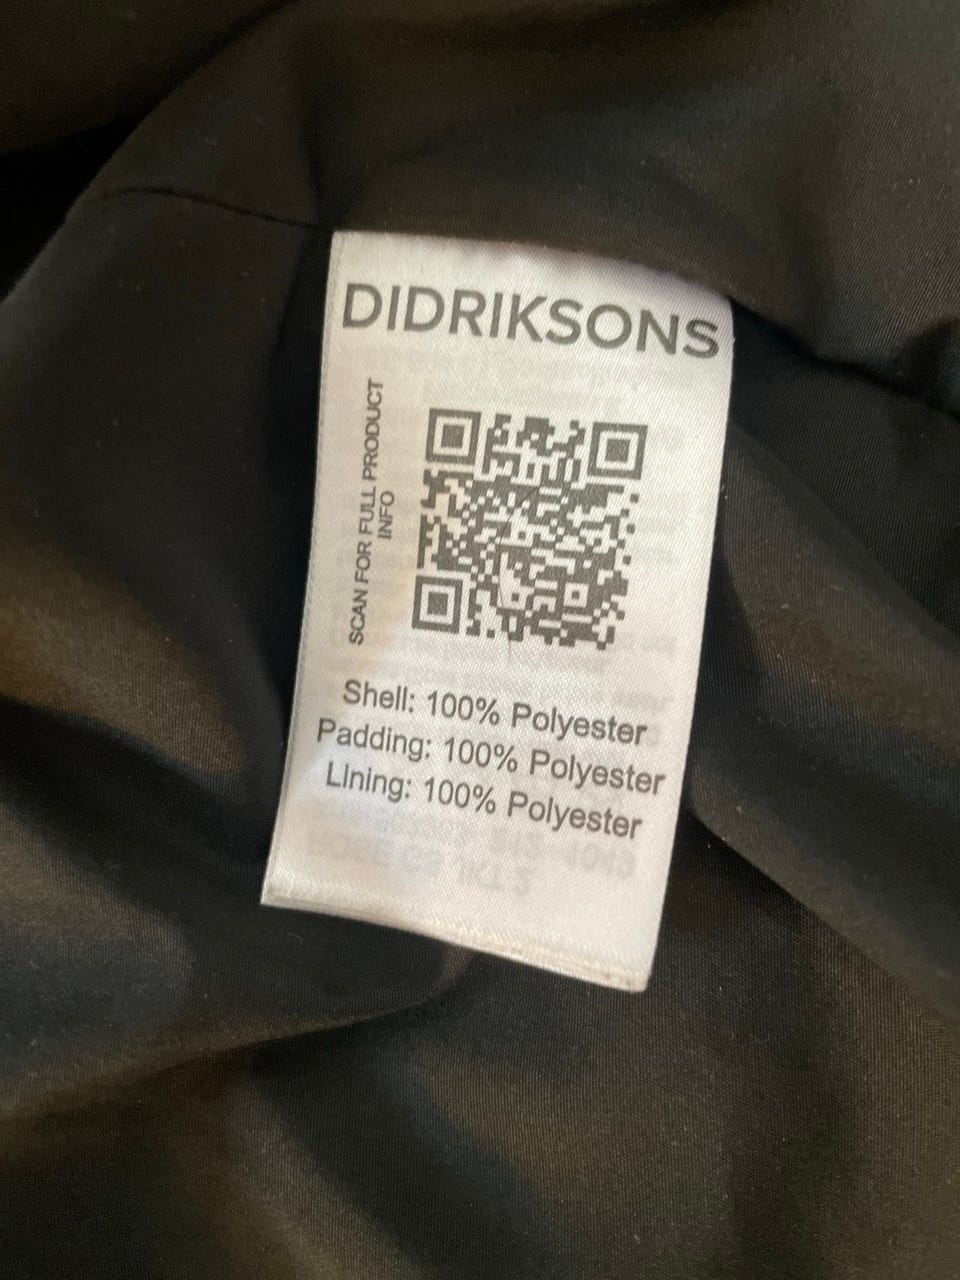 DIDRIKSONS
SCAN FOR FULL PRODUCT
INFO
Shell: 100% Polyester
Padding: 100% Polyester
Lining: 100% Polyester